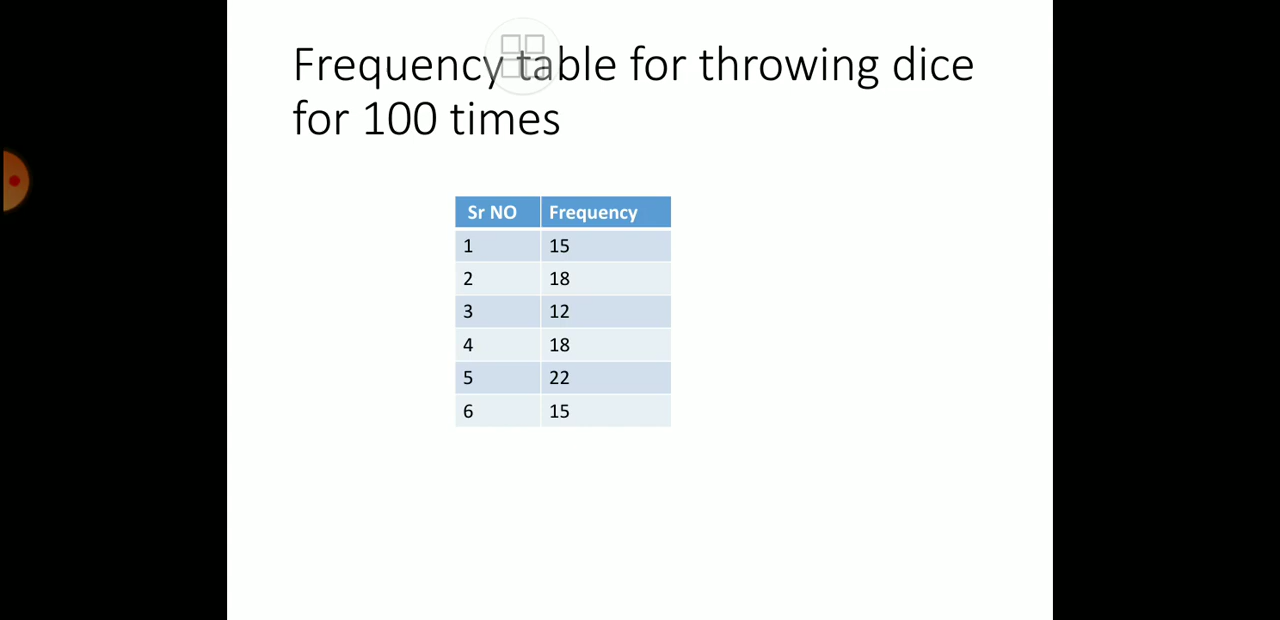 Frequency table for throwing dice
for 100 times
Sr NO Frequency
1 15
2 18
3 12
4 18
5 22
6 15